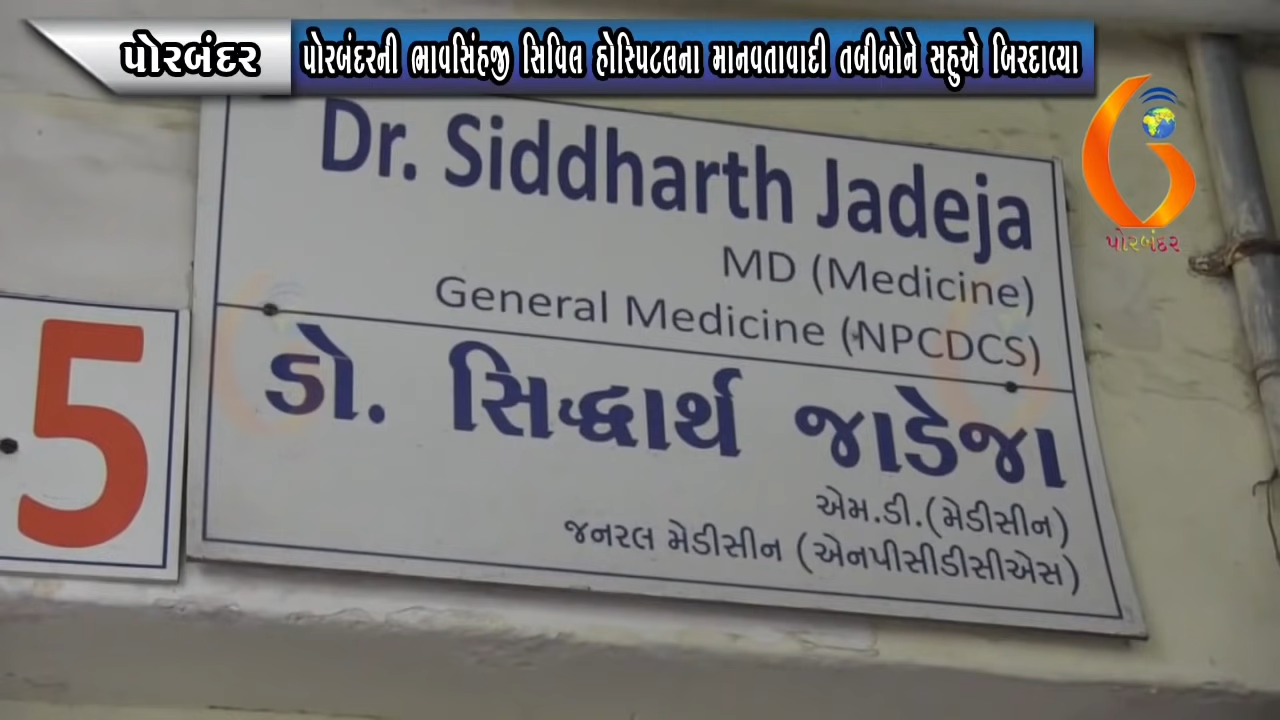 પોરબંદર
પોરબંદરની ભાવસિંહજી સિવિલ હોસ્પિટલના માનવતાવાદી તબીબોને સહુએ બિરદાવ્યા
પોરબંદર
Dr. Siddharth Jadeja
MD (Medicine)
General Medicine (NPCDCS)
5
ડો. સિદ્ધાર્થ જાડેજા
એમ.ડી.(મેડીસીન)
જનરલ મેડીસીન (એનપીસીડીસીએસ)